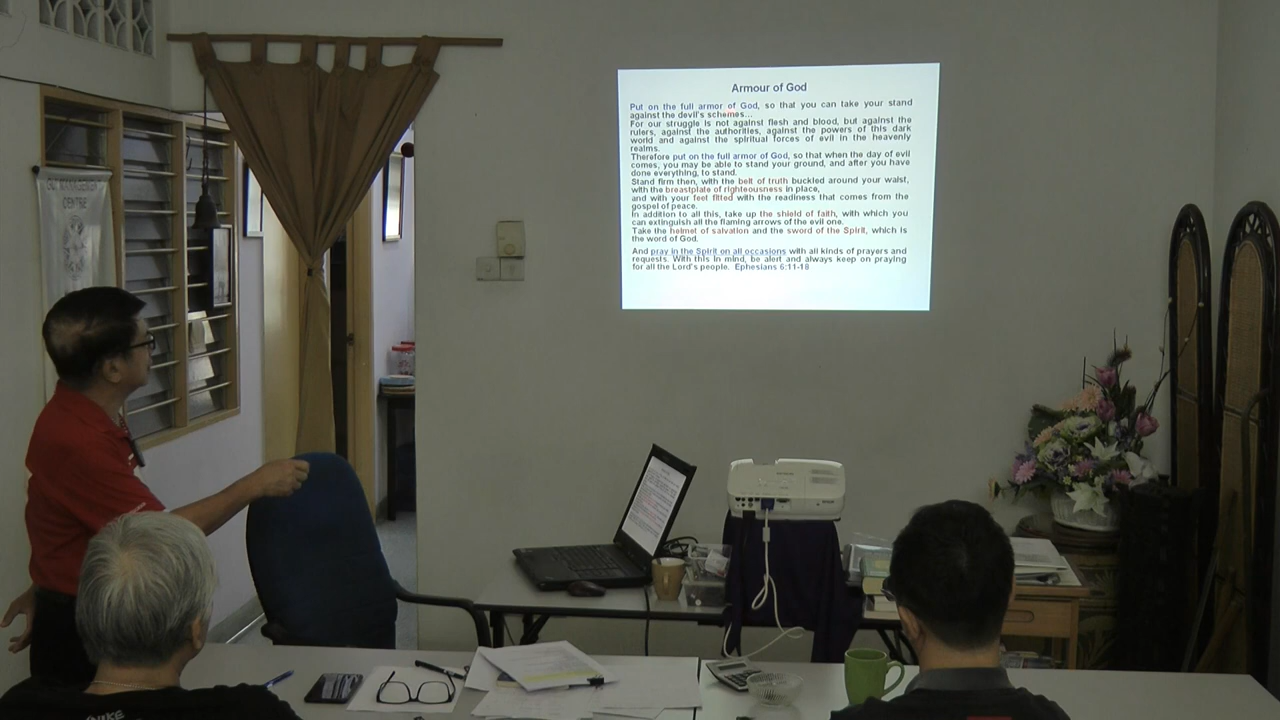 Armour of God
Put on the full armor of God, so that you can take your stand
against the devil's schemes...
For our struggle is not against flesh and blood, but against the
rulers, against the authorities, against the powers of this dark
world and against the spiritual forces of evil in the heavenly
realms.
Therefore put on the full armor of God, so that when the day of evil
comes, you may be able to stand your ground, and after you have
done everything, to stand.
Stand firm then, with the belt of truth buckled around your waist,
with the breastplate of righteousness in place,
and with your feet fitted with the readiness that comes from the
gospel of peace.
In addition to all this, take up the shield of faith, with which you
can extinguish all the flaming arrows of the evil one.
Take the helmet of salvation and the sword of the Spirit, which is
the word of God.
And pray in the Spirit on all occasions with all kinds of prayers and
requests. With this in mind, be alert and always keep on praying
for all the Lord's people. Ephesians 6:11-18
MANAGEMENT
CENTRE
NIKE